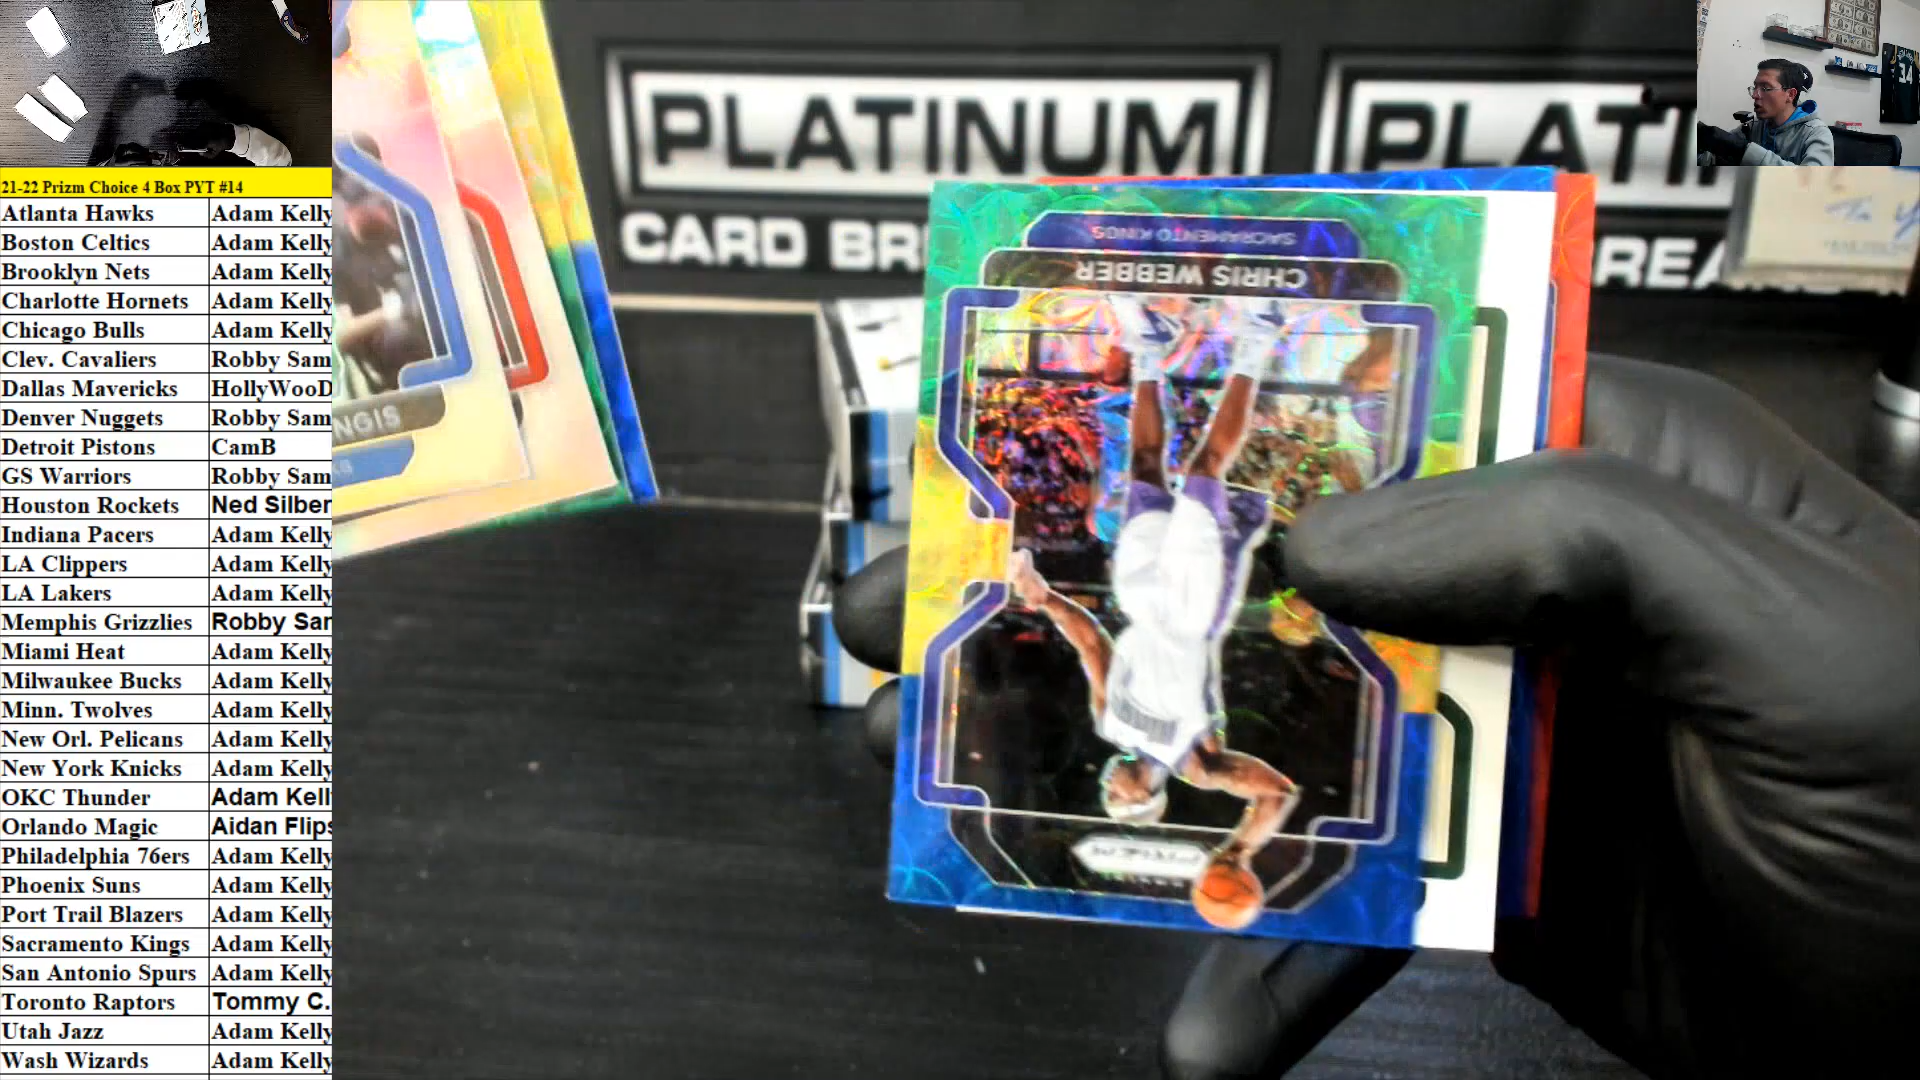 21-22 Prizm Choice 4 Box PYT #14
Atlanta Hawks Adam Kelly
Boston Celtics Adam Kelly
Brooklyn Nets Adam Kelly
Charlotte Hornets Adam Kelly
Chicago Bulls Adam Kelly
Clev. Cavaliers Robby Sam
Dallas Mavericks HollyWooD
Denver Nuggets Robby Sam
Detroit Pistons CamB
GS Warriors Robby Sam
Houston Rockets Ned Silber
Indiana Pacers Adam Kelly
LA Clippers Adam Kelly
LA Lakers Adam Kelly
Memphis Grizzlies Robby Sam
Miami Heat Adam Kelly
Milwaukee Bucks Adam Kelly
Minn. Twolves Adam Kelly
New Orl. Pelicans Adam Kelly
New York Knicks Adam Kelly
OKC Thunder Adam Kell
Orlando Magic Aidan Flips
Philadelphia 76ers Adam Kelly
Phoenix Suns Adam Kelly
Port Trail Blazers Adam Kelly
Sacramento Kings Adam Kelly
San Antonio Spurs Adam Kelly
Toronto Raptors Tommy C.
Utah Jazz Adam Kelly
Wash Wizards Adam Kelly
NGIS
PLATINUM
CARD BR
PLATI
REA
SACRAMENTO KINGS
CHRIS WEBBER
PRIZM
34